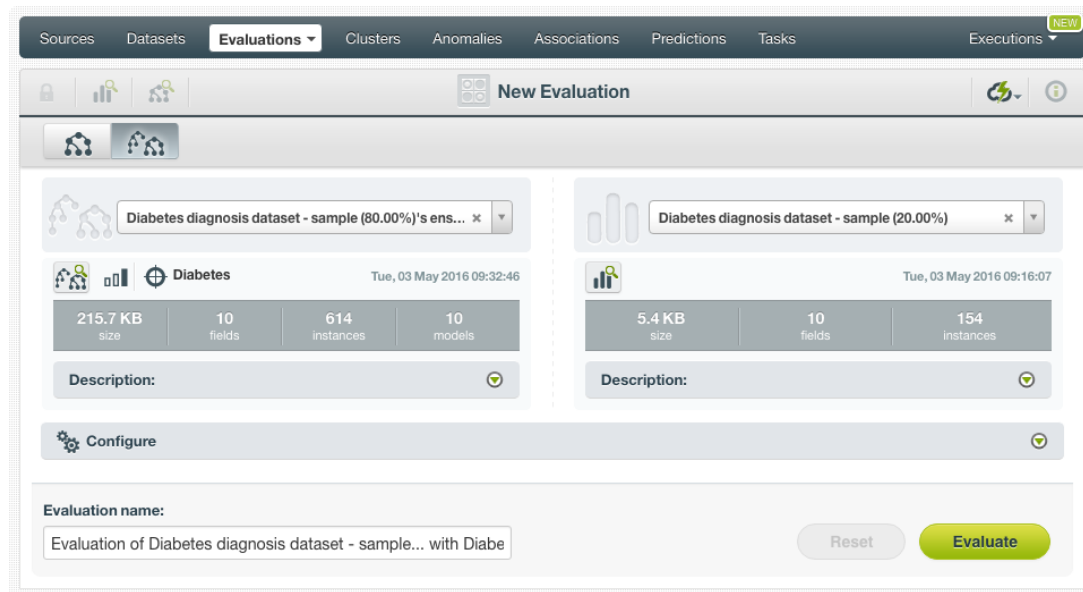 NEW
Sources Datasets Evaluations Clusters Anomalies Associations Predictions Tasks Executions
New Evaluation
Diabetes diagnosis dataset - sample (80.00%)'s ens... × Diabetes diagnosis dataset - sample (20.00%) ×
Diabetes Tue, 03 May 2016 09:32:46 Tue, 03 May 2016 09:16:07
215.7 KB 10 614 10 5.4 KB 10 154
size fields instances models size fields instances
Description: Description:
Configure
Evaluation name:
Evaluation of Diabetes diagnosis dataset - sample... with Diabe Reset Evaluate